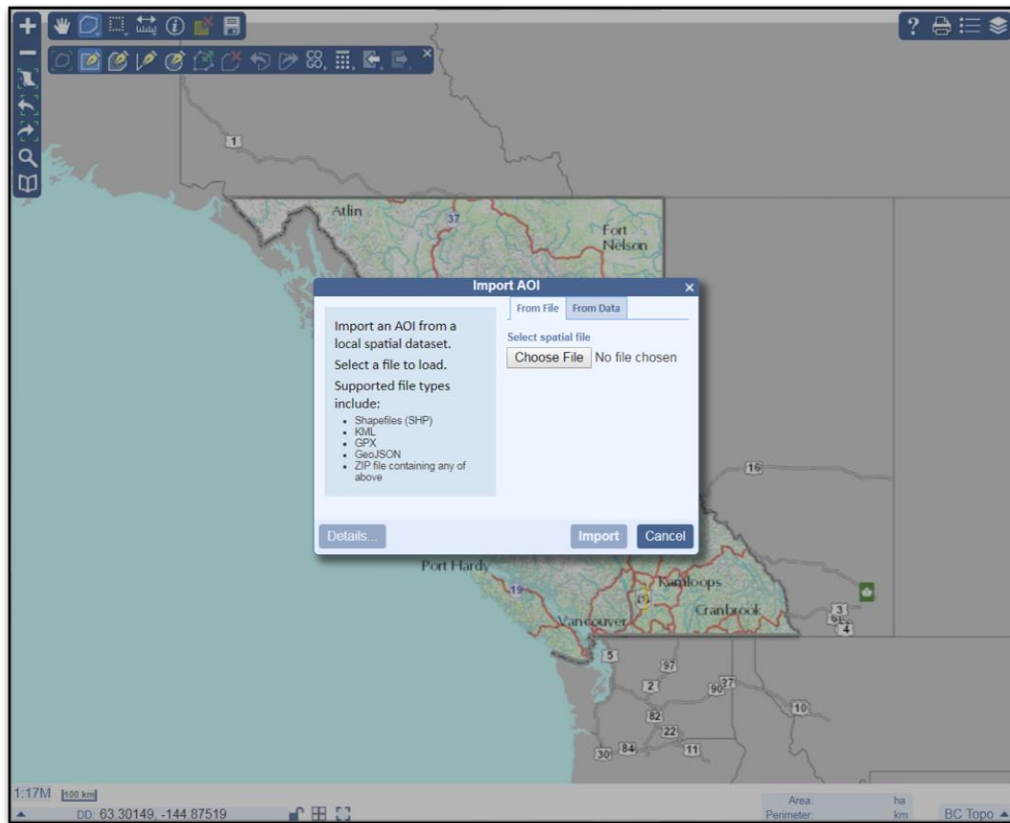 ?
1
Atlin
37
Fort
Nelson
Import AOI
From File From Data
Import an AOI from a
local spatial dataset.
Select a file to load.
Supported file types
include:
Shapefiles (SHP)
KML
GPX
GeoJSON
ZIP file containing any of
above
Select spatial file
Choose File No file chosen
Details...
Import Cancel
16
Port Hardy
19
Kamloops
Cranbrook
Vancouver
3
4
5
97
2
90
10
82
22
30
84
11
1:17M 100 km
DD: 63.30149, -144.87519
Area: ha
Perimeter: km
BC Topo